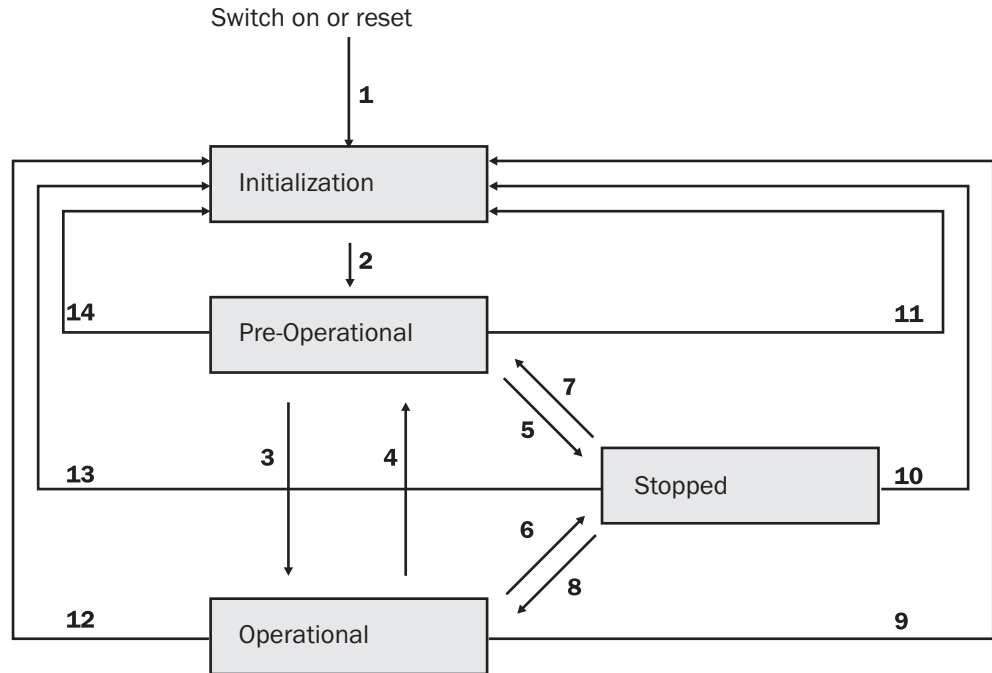 Switch on or reset
1
Initialization
2
14
11
Pre-Operational
7
5
3
4
13
10
Stopped
6
8
12
9
Operational